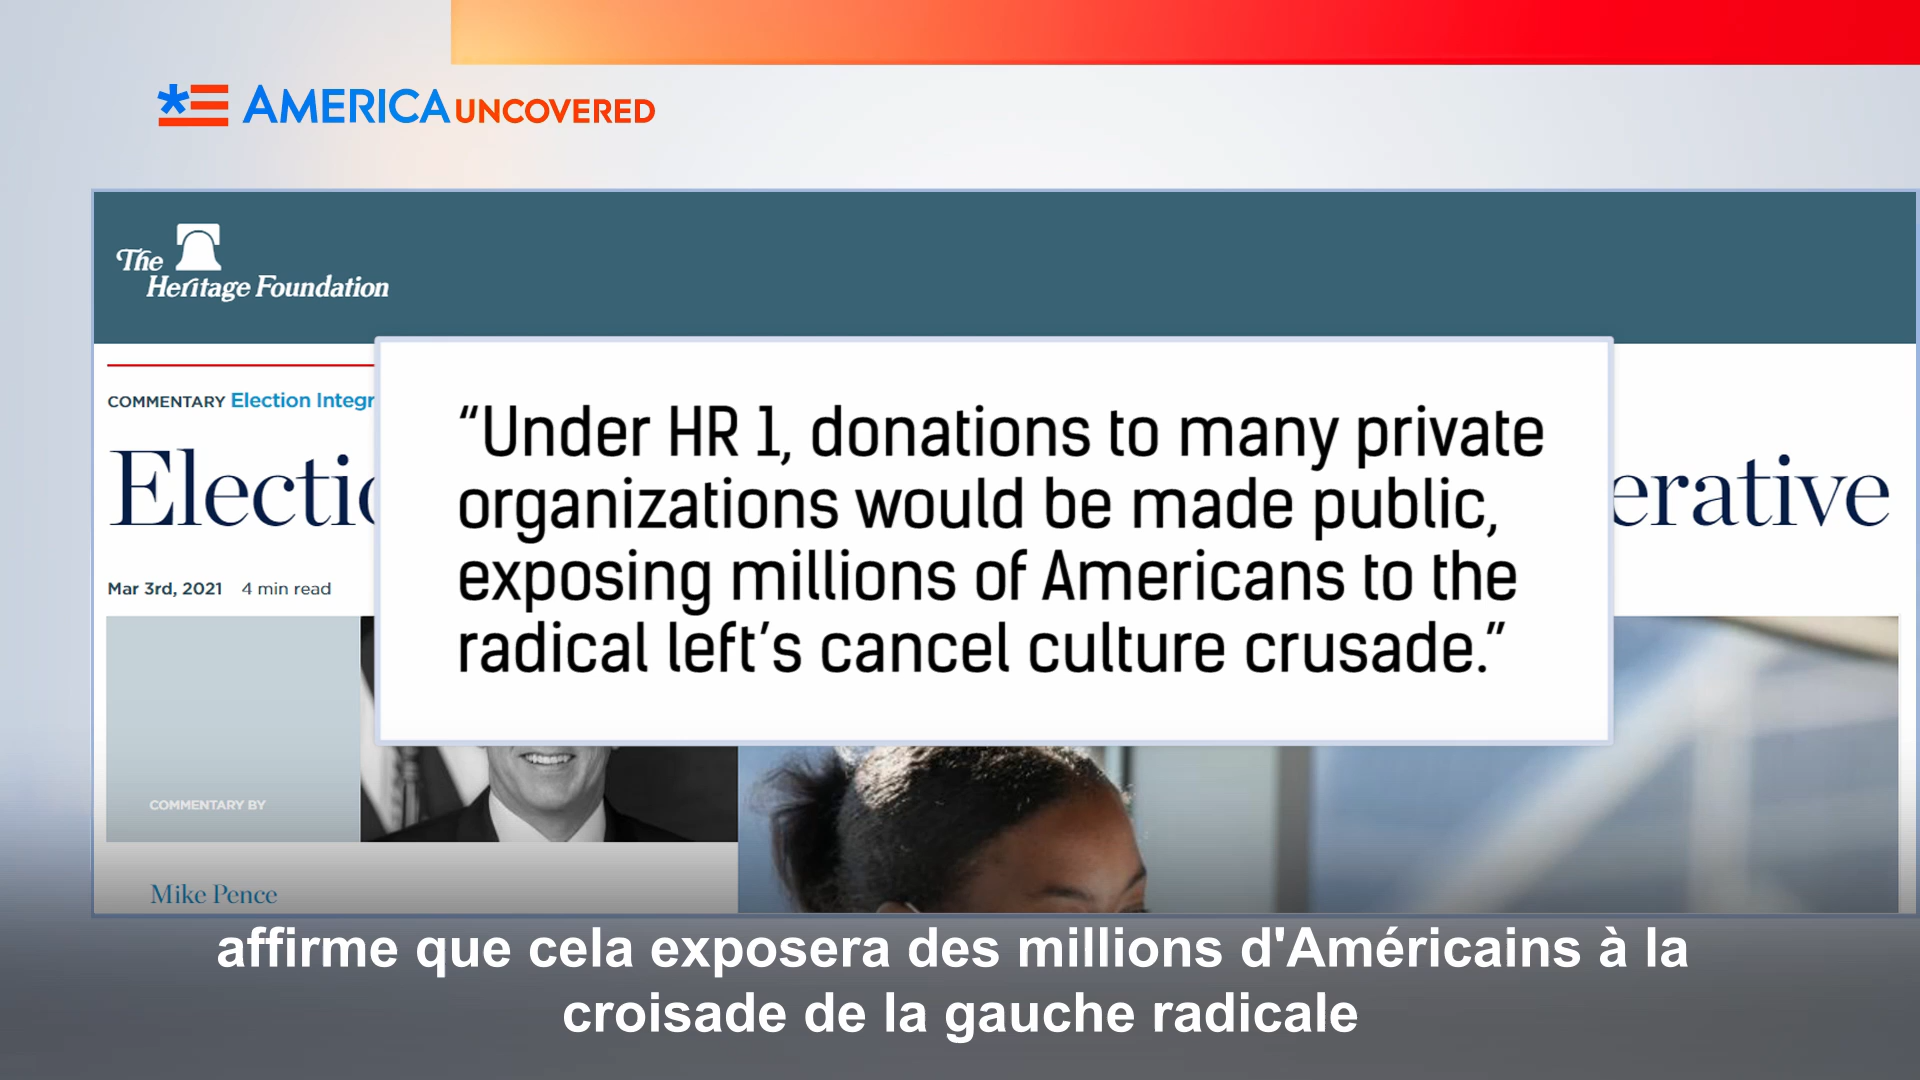 AMERICA UNCOVERED
The
Heritage Foundation
COMMENTARY Election Integr
Electic
erative
Mar 3rd, 2021 4 min read
“Under HR 1, donations to many private
organizations would be made public,
exposing millions of Americans to the
radical left’s cancel culture crusade.”
COMMENTARY BY
Mike Pence
affirme que cela exposera des millions d'Américains à la
croisade de la gauche radicale